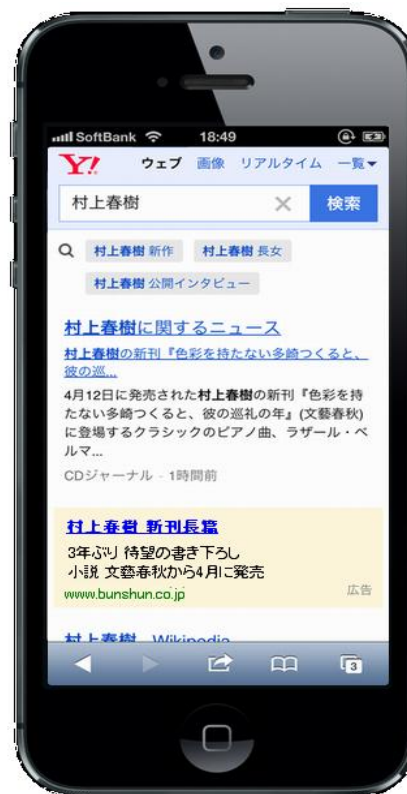 SoftBank 18:49
Y! ウェブ 画像 リアルタイム 一覧
村上春樹 検索
村上春樹 新作 村上春樹 長女
村上春樹 公開インタビュー
村上春樹に関するニュース
村上春樹の新刊『色彩を持たない多崎つくると、
彼の巡...
4月12日に発売された村上春樹の新刊『色彩を持
たない多崎つくると、彼の巡礼の年』(文藝春秋)
に登場するクラシックのピアノ曲、ラザール・ベ
ルマ...
CDジャーナル - 1時間前
村上春樹 新刊長篇
3年ぶり 待望の書き下ろし
小説 文藝春秋から4月に発売
www.bunshun.co.jp 広告
村上春樹 - Wikipedia
3